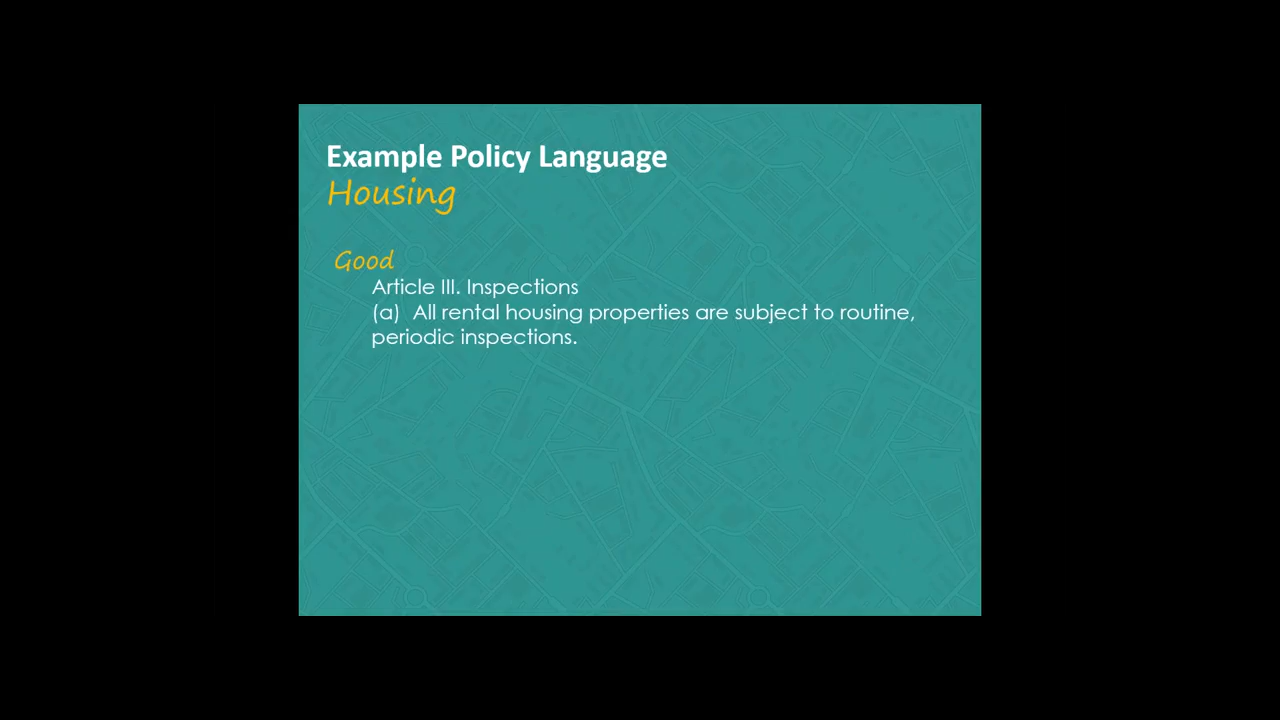 Example Policy Language
Housing
Good
Article III. Inspections
(a) All rental housing properties are subject to routine,
periodic inspections.